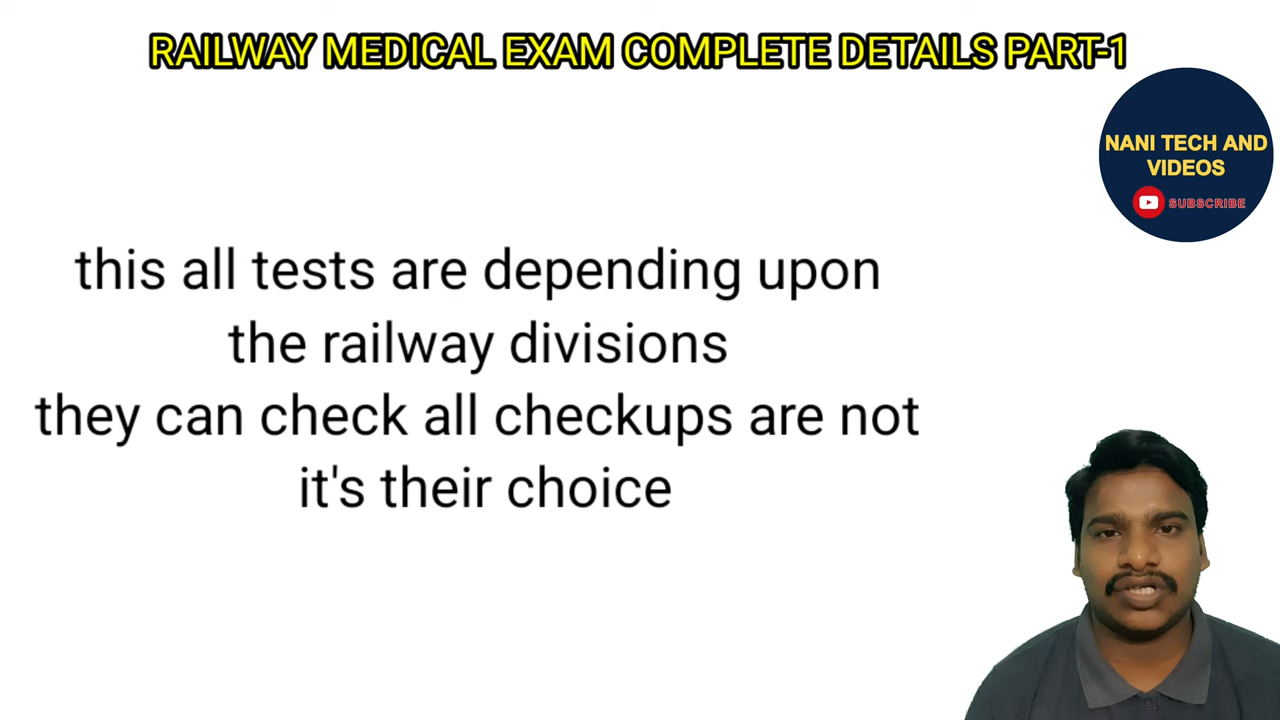 RAILWAY MEDICAL EXAM COMPLETE DETAILS PART-1
NANI TECH AND
VIDEOS
SUBSCRIBE
this all tests are depending upon
the railway divisions
they can check all checkups are not
it's their choice